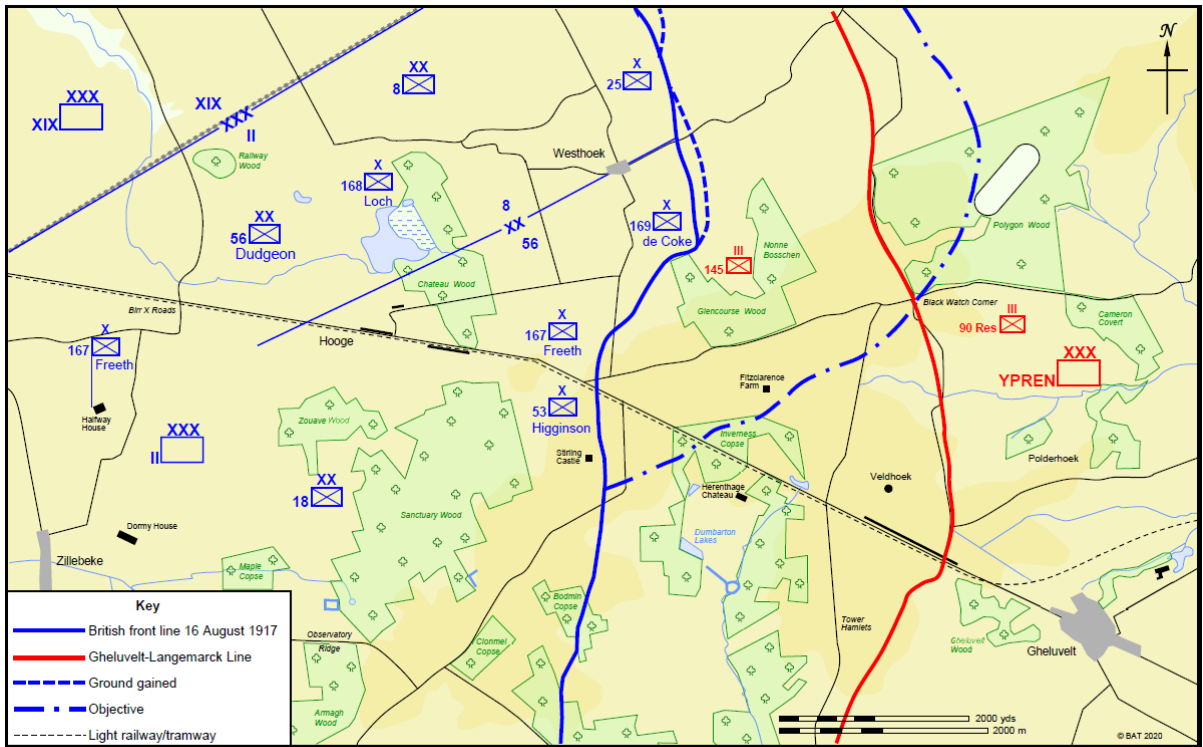 XXX
XIX
XIX
XXX
II
Railway
Wood
XX
8
X
25
N
Westhoek
X
168
Loch
8
XX
56
XX
56
Dudgeon
X
169
de Coke
Nonne
Bosschen
III
145
Polygon Wood
Chateau Wood
Glencourse Wood
Black Watch Corner
Birr X Roads
Hooge
X
167
Freeth
X
167
Freeth
III
90 Res
Cameron
Covert
XXX
YPREN
Fitzclarence
Farm
Halfway
House
X
53
Higginson
Zouave Wood
Stirling
Castle
Inverness
Copse
Polderhoek
XXX
II
XX
18
Sanctuary Wood
Herenthage
Chateau
Veldhoek
Dormy House
Dumbarton
Lakes
Zillebeke
Maple
Copse
Bodmin
Copse
Observatory
Ridge
Clonmel
Copse
Tower
Hamlets
Gheluvelt
Wood
Gheluvelt
Armagh
Wood
Key
British front line 16 August 1917
Gheluvelt-Langemarck Line
Ground gained
Objective
Light railway/tramway
2000 yds
2000 m
© BAT 2020